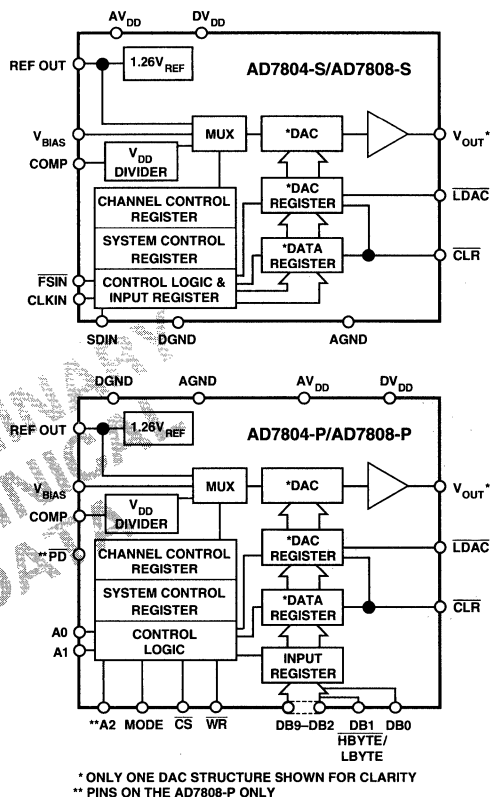 AVDD DVDD
REF OUT
1.26VREF
AD7804-S/AD7808-S
VBIAS
MUX
*DAC
VOUT*
COMP
VDD
DIVIDER
*DAC
REGISTER
LDAC
CHANNEL CONTROL
REGISTER
SYSTEM CONTROL
REGISTER
*DATA
REGISTER
CLR
FSIN
CONTROL LOGIC &
INPUT REGISTER
CLKIN
SDIN DGND AGND
DGND AGND AVDD DVDD
REF OUT
1.26VREF
AD7804-P/AD7808-P
VBIAS
MUX
*DAC
VOUT*
COMP
VDD
DIVIDER
*DAC
REGISTER
LDAC
**PD
CHANNEL CONTROL
REGISTER
SYSTEM CONTROL
REGISTER
*DATA
REGISTER
CLR
A0
A1
CONTROL
LOGIC
INPUT
REGISTER
**A2 MODE CS WR DB9–DB2 DB1 DB0
HBYTE/
LBYTE
* ONLY ONE DAC STRUCTURE SHOWN FOR CLARITY
** PINS ON THE AD7808-P ONLY